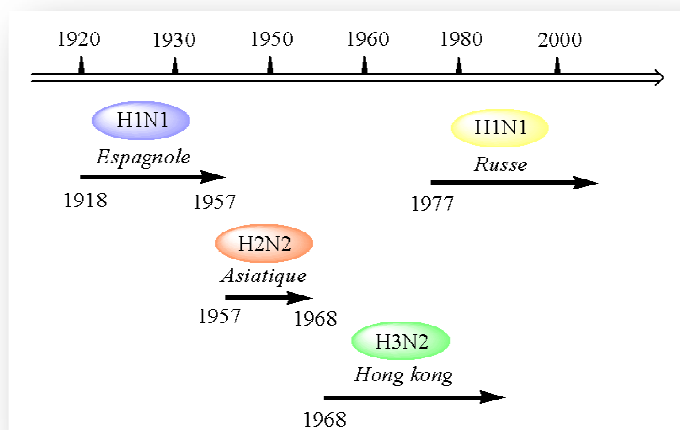 1920 1930 1950 1960 1980 2000
H1N1
Espagnole
1918 1957
H1N1
Russe
1977
H2N2
Asiatique
1957 1968
H3N2
Hong kong
1968